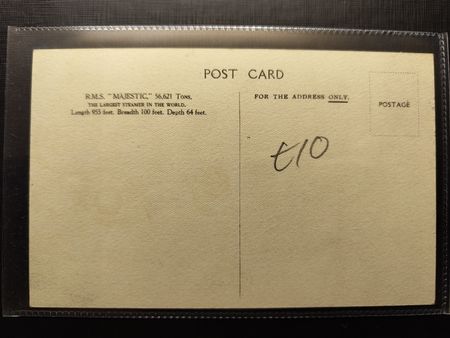 POST CARD
R.M.S. "MAJESTIC," 56,621 Tons.
THE LARGEST STEAMER IN THE WORLD.
Length 955 feet. Breadth 100 feet. Depth 64 feet.
FOR THE ADDRESS ONLY.
POSTAGE
£10